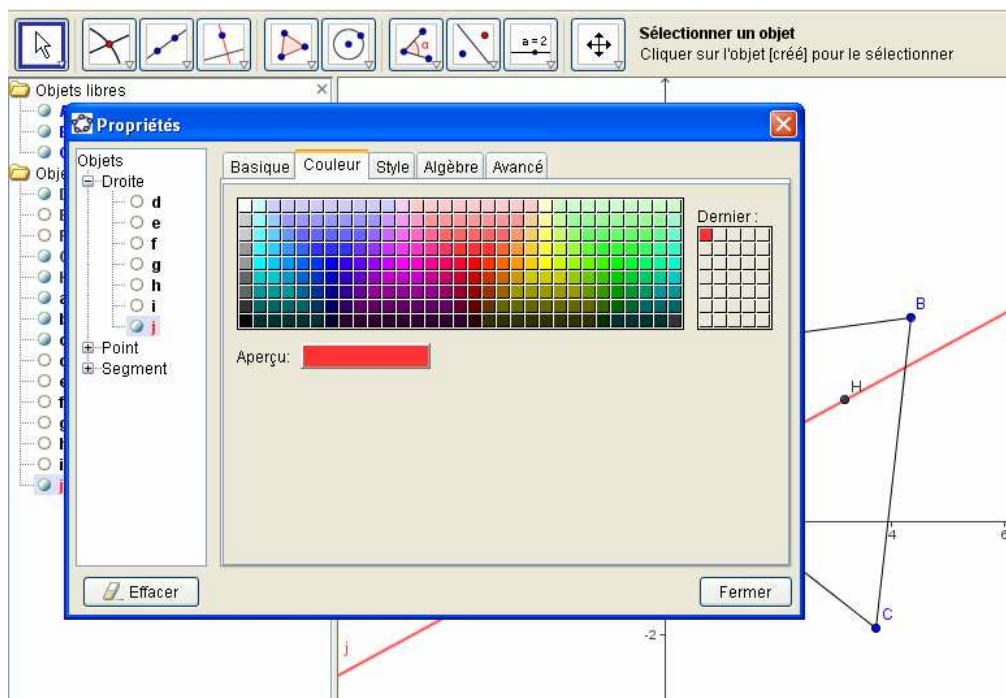 a=2
α
Sélectionner un objet
Cliquer sur l'objet [créé] pour le sélectionner
Objets libres
Propriétés
Objets
Droite
d
e
f
g
h
i
j
Point
Segment
Basique
Couleur
Style
Algèbre
Avancé
Dernier :
Aperçu:
Effacer
Fermer
B
H
C
4
6
-2
j